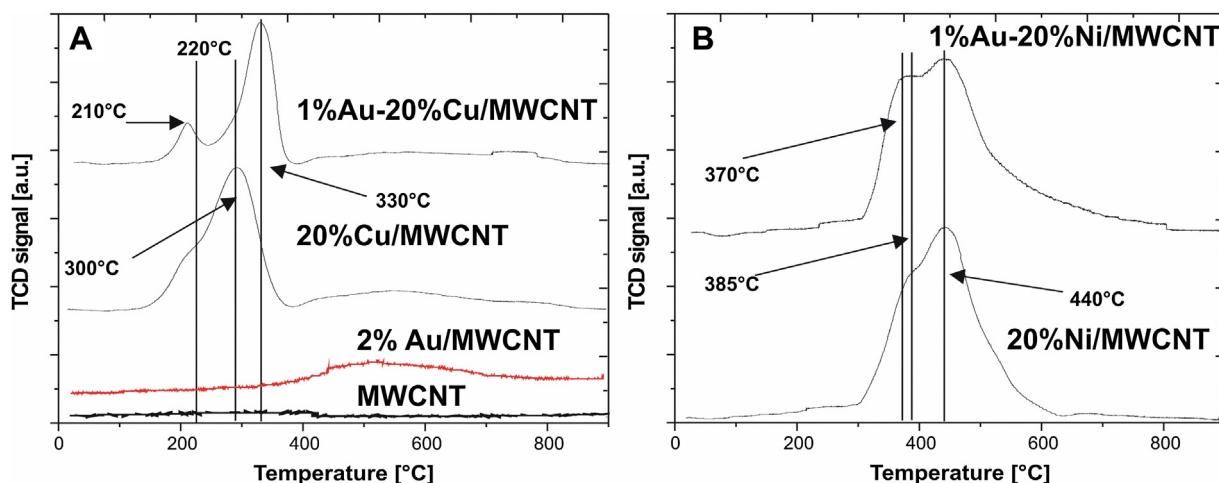 A
220°C
210°C
1%Au-20%Cu/MWCNT
330°C
300°C
20%Cu/MWCNT
2% Au/MWCNT
MWCNT
TCD signal [a.u.]
0 200 400 600 800
Temperature [°C]
B
1%Au-20%Ni/MWCNT
370°C
385°C
440°C
20%Ni/MWCNT
TCD signal [a.u.]
0 200 400 600 800
Temperature [°C]